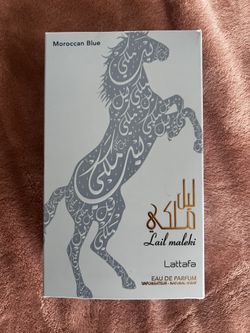 Moroccan Blue
ليل
ملكي
Lail maleki
Lattafa
EAU DE PARFUM
VAPORISATEUR - NATURAL SPRAY